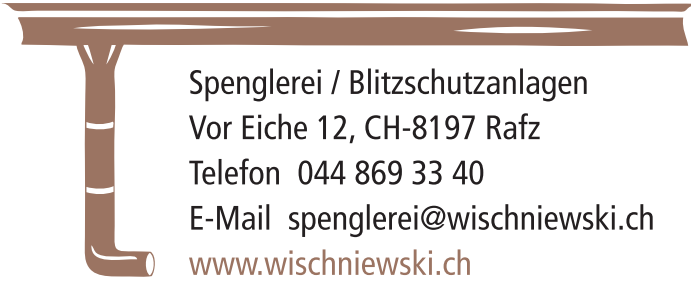 Spenglerei / Blitzschutzanlagen
Vor Eiche 12, CH-8197 Rafz
Telefon 044 869 33 40
E-Mail spenglerei@wischniewski.ch
www.wischniewski.ch